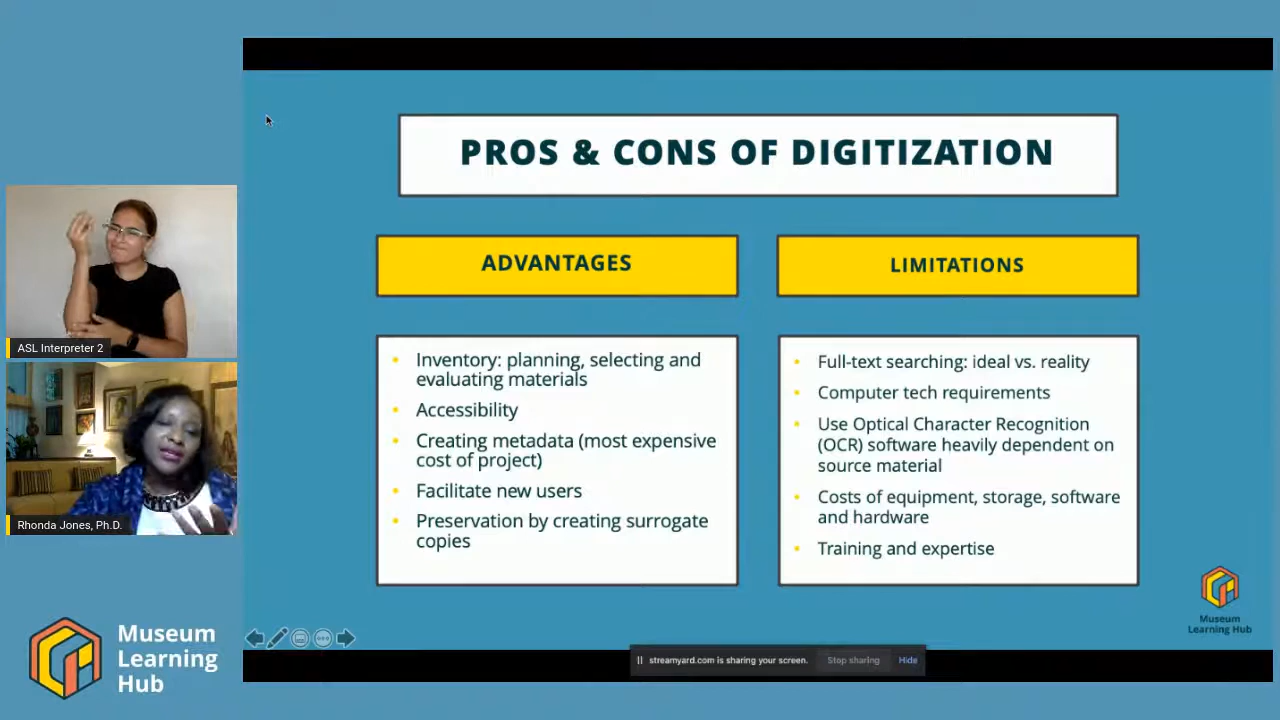 PROS & CONS OF DIGITIZATION
ADVANTAGES
Inventory: planning, selecting and
evaluating materials
Accessibility
Creating metadata (most expensive
cost of project)
Facilitate new users
Preservation by creating surrogate
copies
LIMITATIONS
Full-text searching: ideal vs. reality
Computer tech requirements
Use Optical Character Recognition
(OCR) software heavily dependent on
source material
Costs of equipment, storage, software
and hardware
Training and expertise
ASL Interpreter 2
Rhonda Jones, Ph.D.
Museum
Learning
Hub
Museum
Learning Hub
streamyard.com is sharing your screen.
Stop sharing
Hide